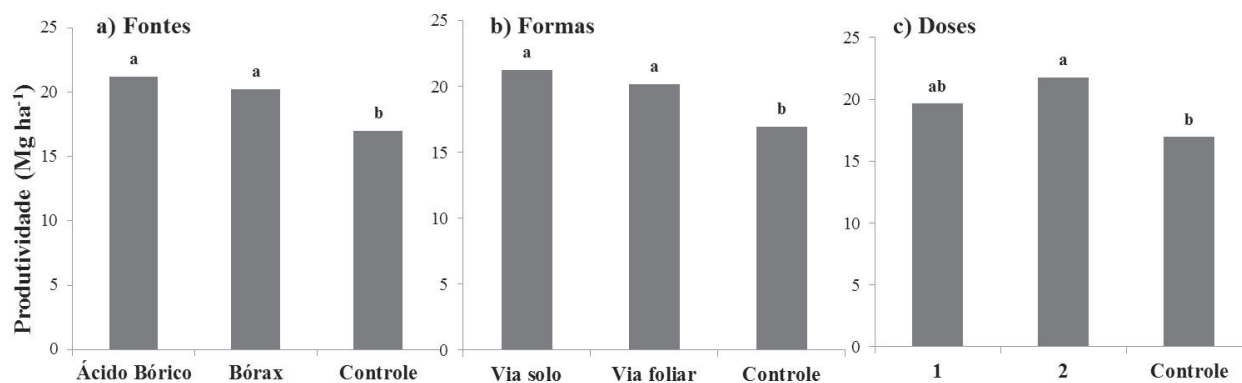 Produtividade (Mg ha⁻¹)
a) Fontes
25
20
15
10
5
0
a
a
b
Ácido Bórico Bórax Controle
b) Formas
25
20
15
10
5
0
a
a
b
Via solo Via foliar Controle
c) Doses
25
20
15
10
5
0
ab
a
b
1 2 Controle